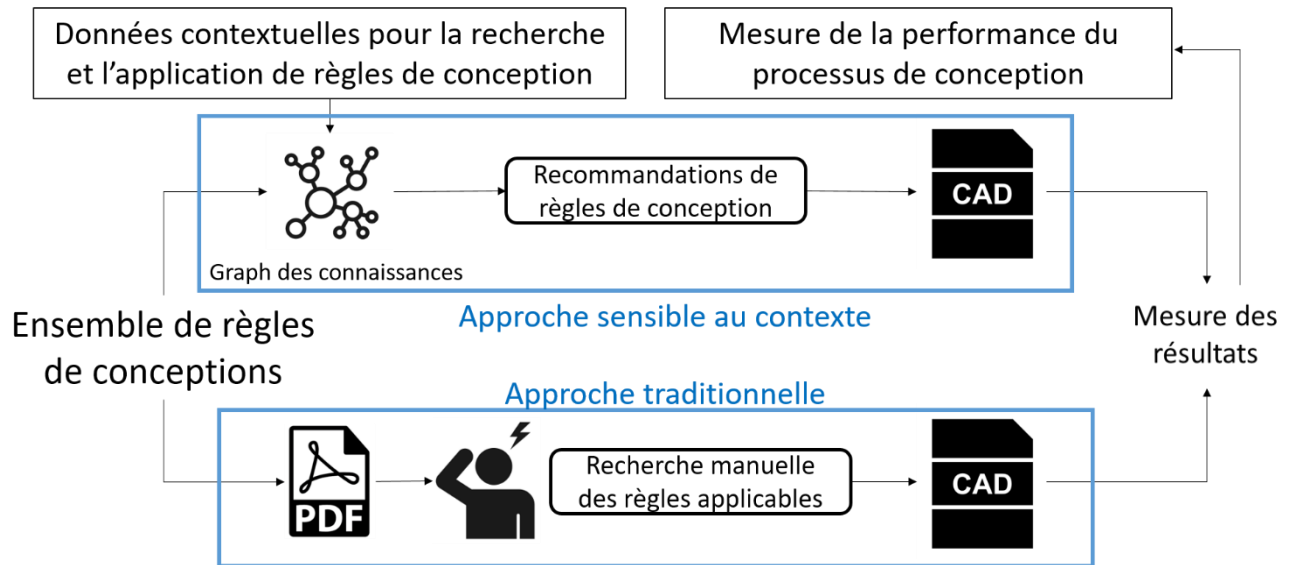 Données contextuelles pour la recherche
et l’application de règles de conception
Mesure de la performance du
processus de conception
Recommandations de
règles de conception
CAD
Graph des connaissances
Approche sensible au contexte
Ensemble de règles
de conceptions
Mesure des
résultats
Approche traditionnelle
PDF
Recherche manuelle
des règles applicables
CAD